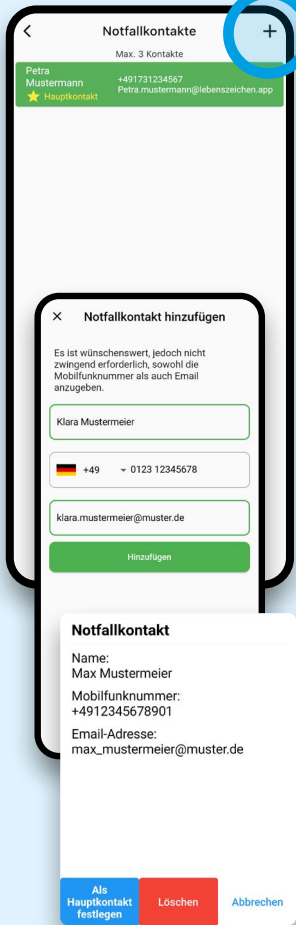 Notfallkontakte
Max. 3 Kontakte
Petra
Mustermann
Hauptkontakt
+491731234567
Petra.mustermann@lebenszeichen.app
Notfallkontakt hinzufügen
Es ist wünschenswert, jedoch nicht
zwingend erforderlich, sowohl die
Mobilfunknummer als auch Email
anzugeben.
Klara Mustermeier
+49 0123 12345678
klara.mustermeier@muster.de
Hinzufügen
Notfallkontakt
Name:
Max Mustermeier
Mobilfunknummer:
+4912345678901
Email-Adresse:
max_mustermeier@muster.de
Als
Hauptkontakt
festlegen
Löschen
Abbrechen